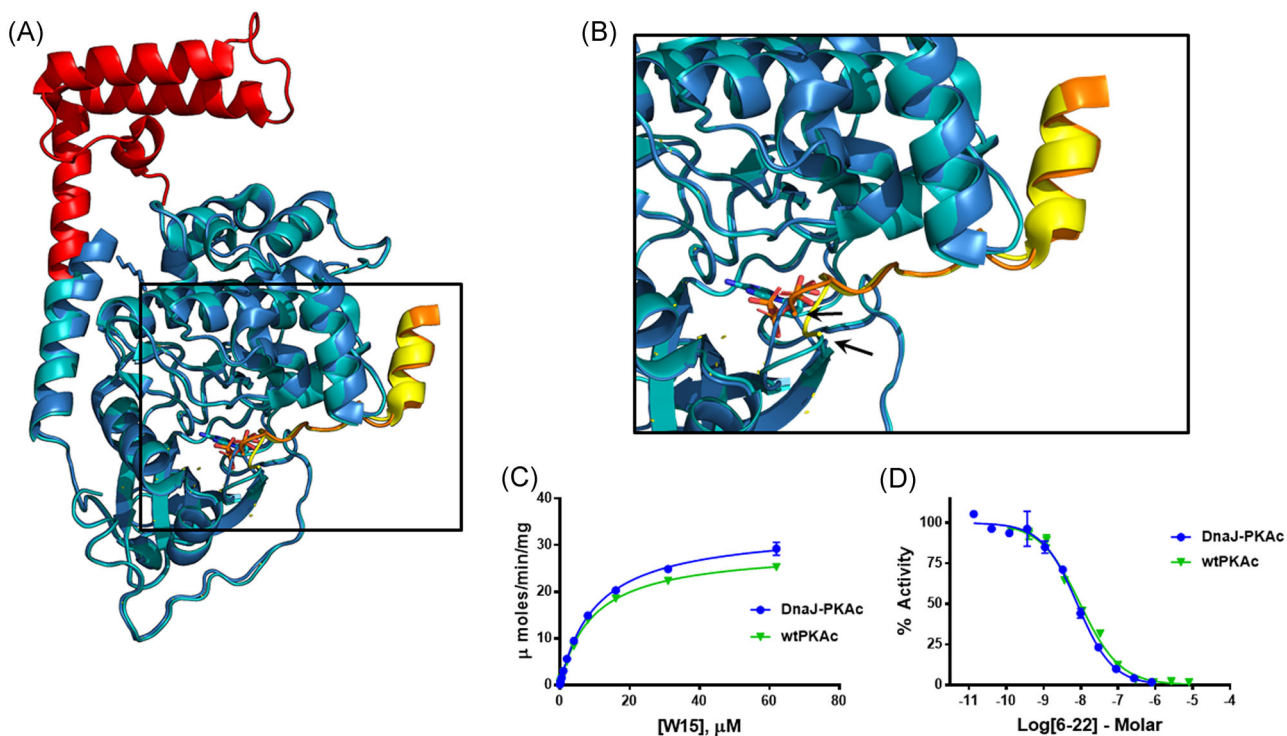 (A)
(B)
(C)
40
30
20
10
0
μ moles/min/mg
DnaJ-PKAc
wtPKAc
0
20
40
60
80
[W15], μM
(D)
100
75
50
25
0
% Activity
DnaJ-PKAc
wtPKAc
-11
-10
-9
-8
-7
-6
-5
-4
Log[6-22] - Molar